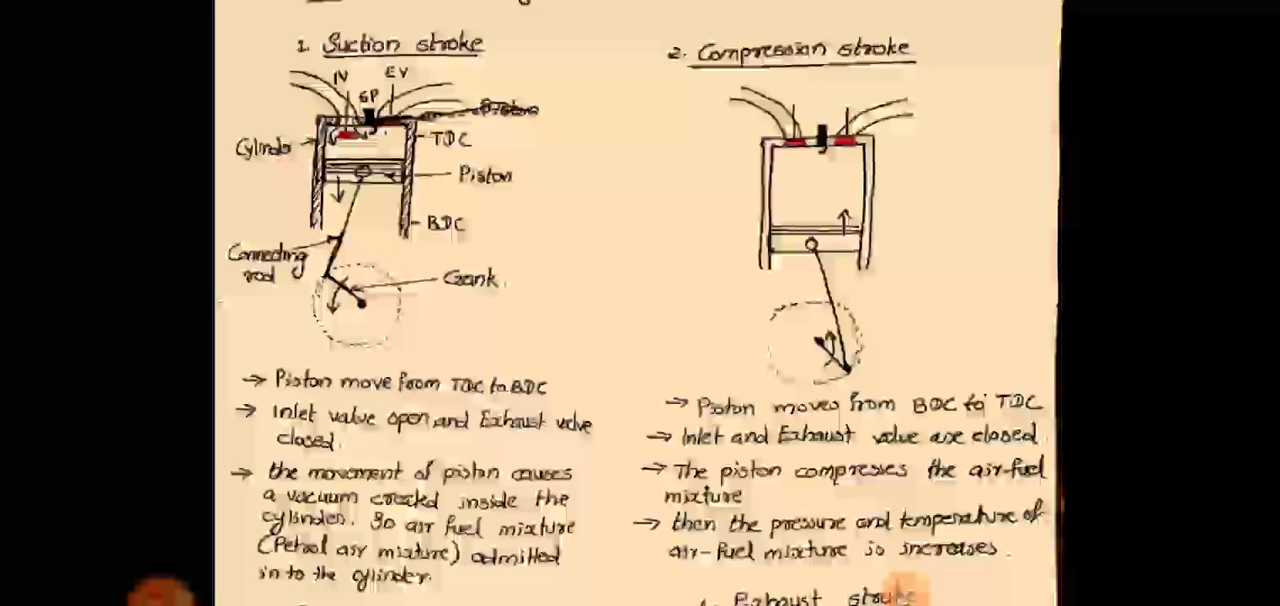 1. Suction stroke
IV
EV
SP
Cylinder
TDC
Piston
BDC
Connecting
rod
Crank.
→ Piston move from TDC to BDC
→ Inlet valve open and Exhaust valve
closed.
→ the movement of piston causes
a vacuum created inside the
cylinder. So air fuel mixture
(Petrol air mixture) admitted
in to the cylinder.
2. Compression stroke
→ Piston moves from BDC to TDC
→ Inlet and Exhaust valve are closed
→ The piston compresses the air-fuel
mixture
→ then the pressure and temperature of
air-fuel mixture is increases.
Exhaust stroke